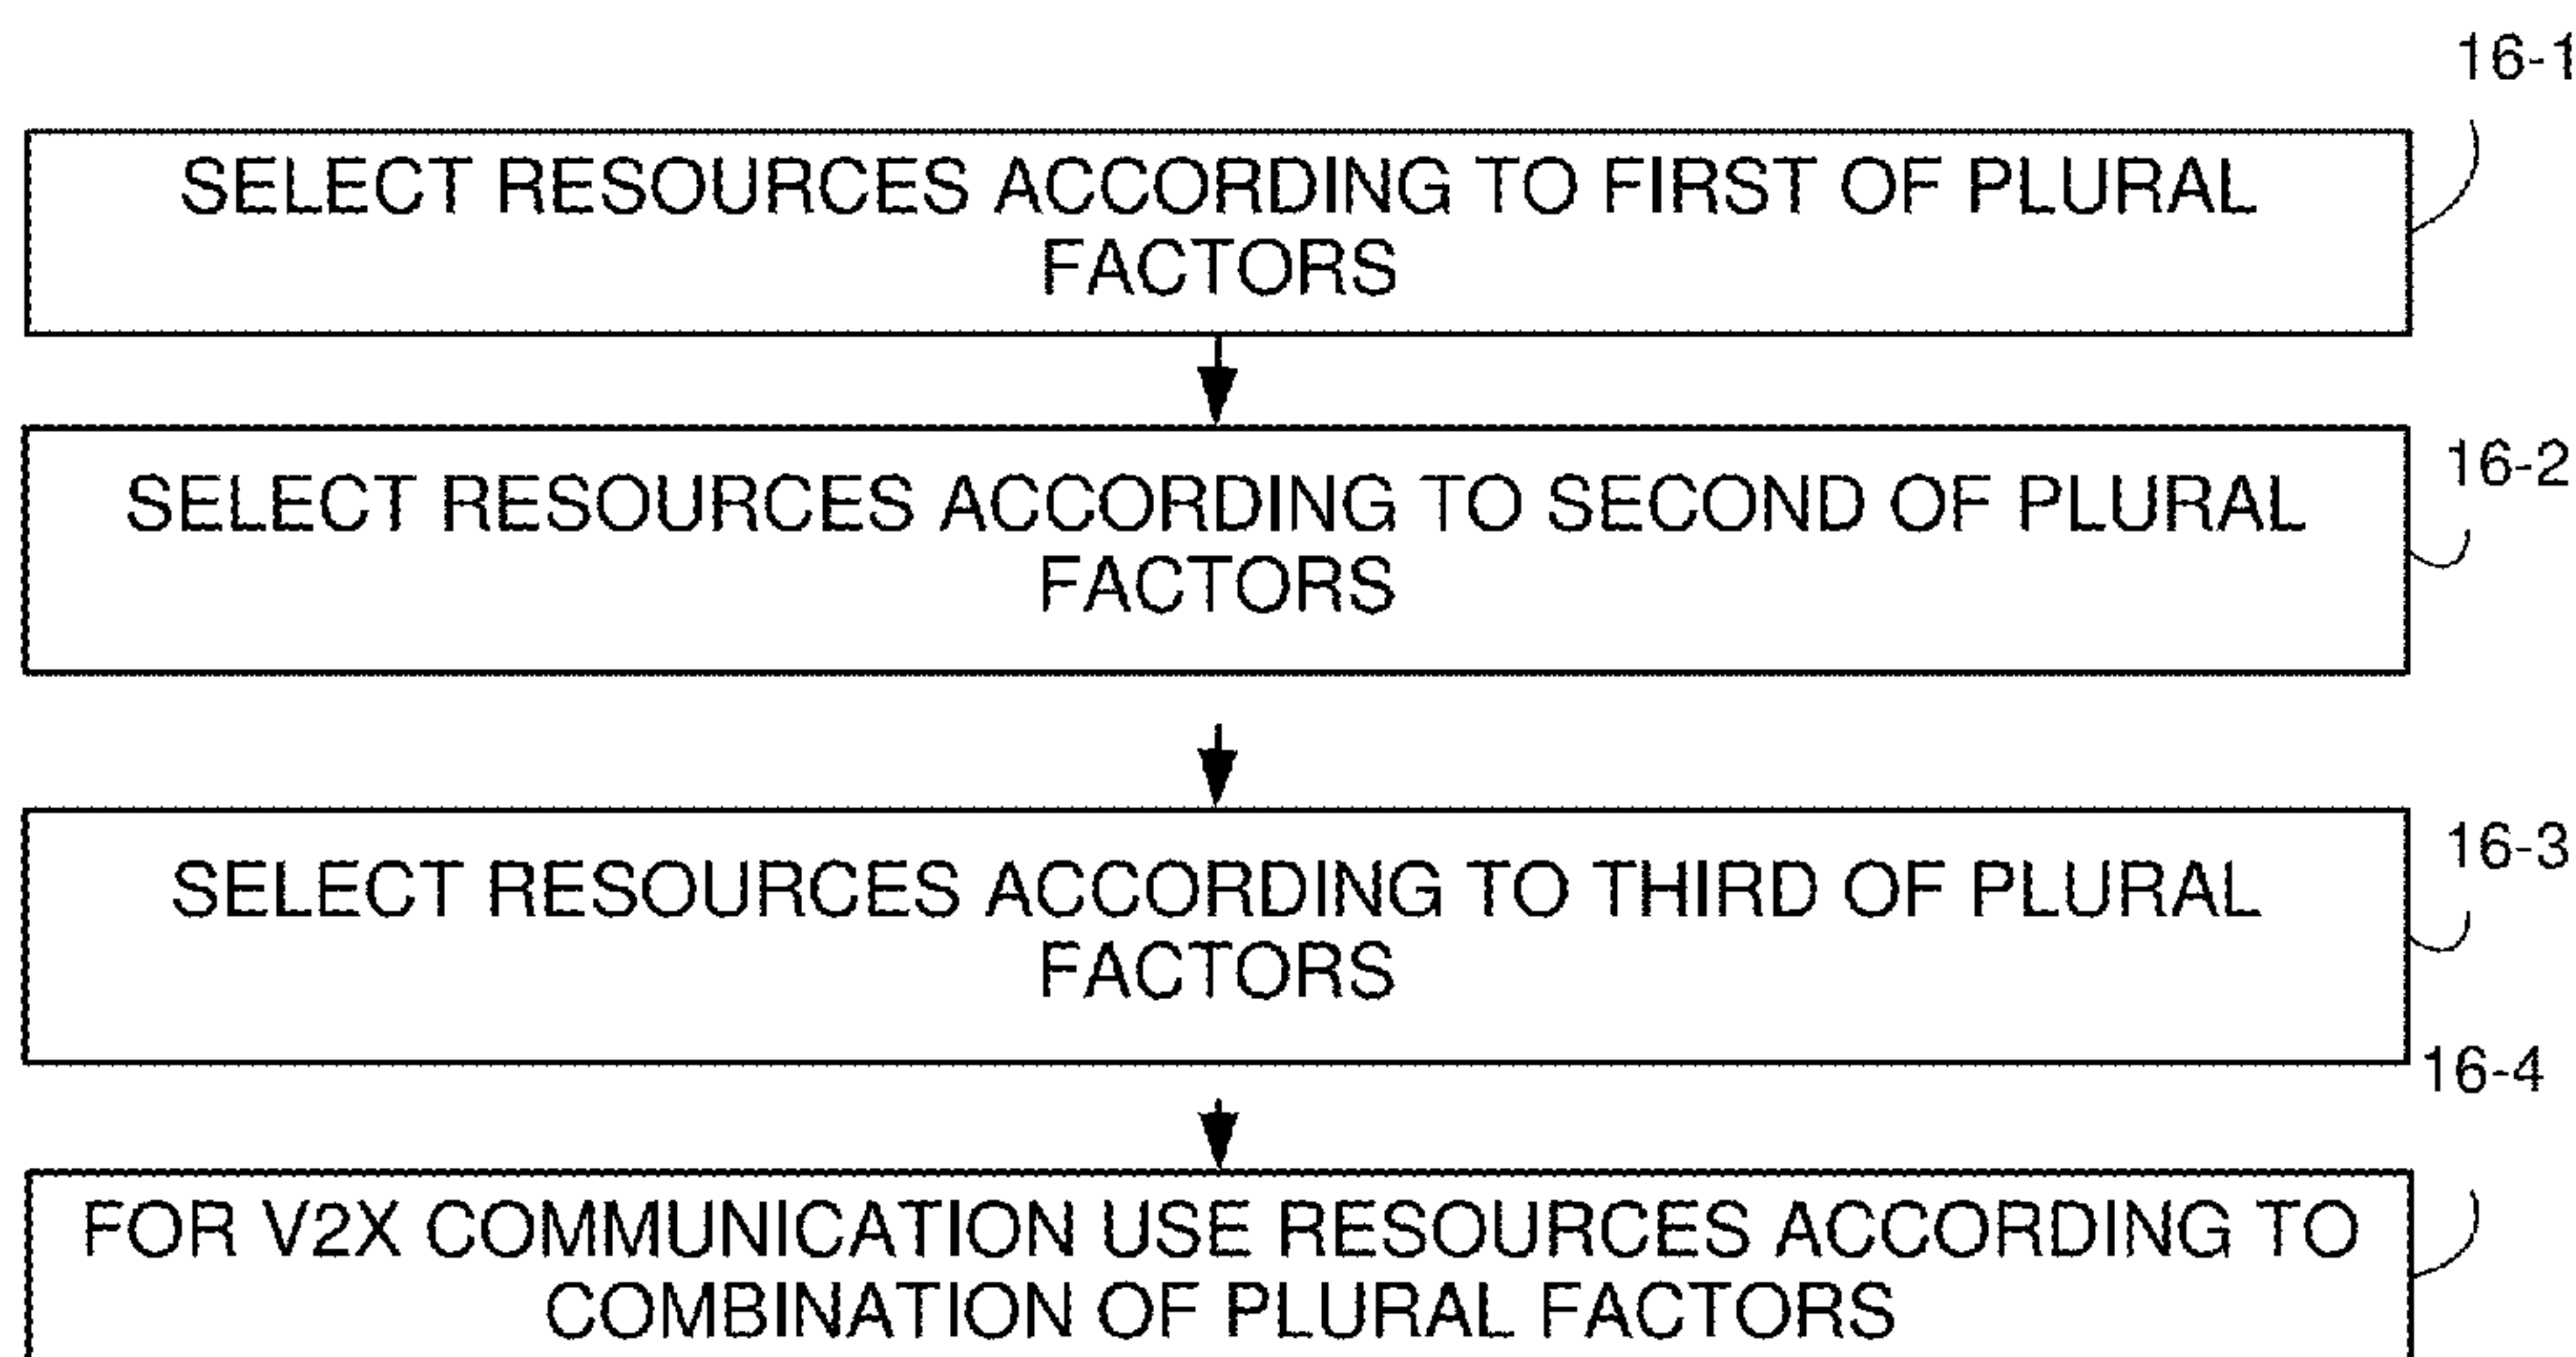 16-1
SELECT RESOURCES ACCORDING TO FIRST OF PLURAL
FACTORS
16-2
SELECT RESOURCES ACCORDING TO SECOND OF PLURAL
FACTORS
16-3
SELECT RESOURCES ACCORDING TO THIRD OF PLURAL
FACTORS
16-4
FOR V2X COMMUNICATION USE RESOURCES ACCORDING TO
COMBINATION OF PLURAL FACTORS